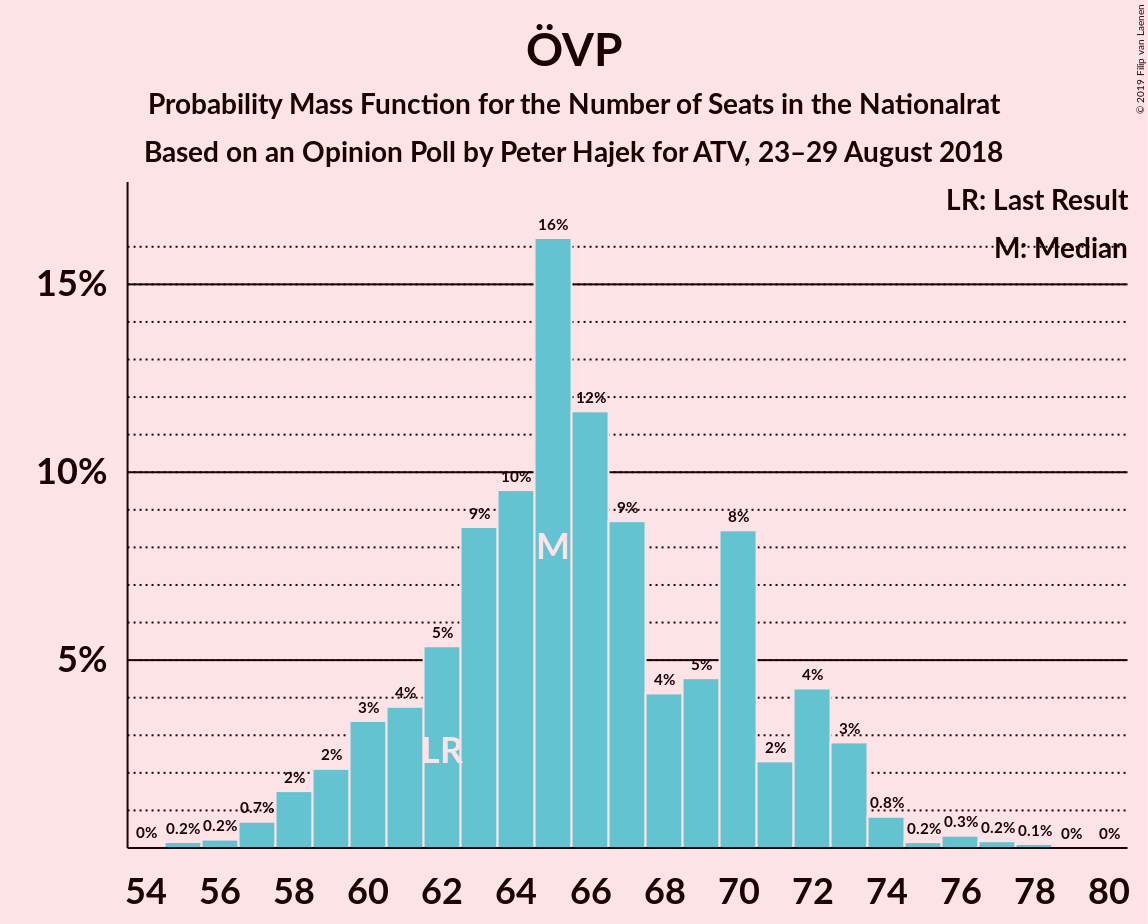 ÖVP
Probability Mass Function for the Number of Seats in the Nationalrat
Based on an Opinion Poll by Peter Hajek for ATV, 23–29 August 2018
© 2019 Filip van Laenen
LR: Last Result
M: Median
15%
10%
5%
0% 0.2% 0.2% 0.7% 2% 2% 3% 4% 5% 9% 10% 16% 12% 9% 4% 5% 8% 2% 4% 3% 0.8% 0.2% 0.3% 0.2% 0.1% 0% 0%
M
LR
54 56 58 60 62 64 66 68 70 72 74 76 78 80